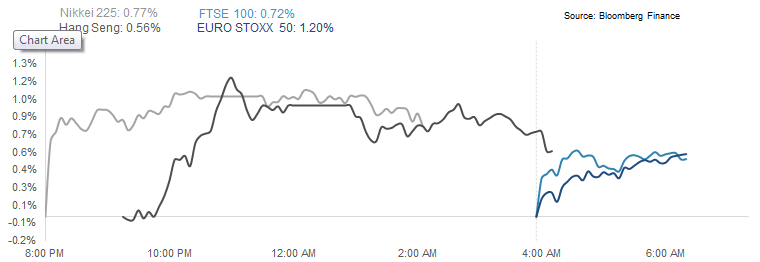 Nikkei 225: 0.77% FTSE 100: 0.72% Source: Bloomberg Finance
Hang Seng: 0.56% EURO STOXX 50: 1.20%
Chart Area
1.3%
1.2%
1.0%
0.9%
0.7%
0.6%
0.4%
0.3%
0.1%
-0.1%
-0.2%
8:00 PM 10:00 PM 12:00 AM 2:00 AM 4:00 AM 6:00 AM